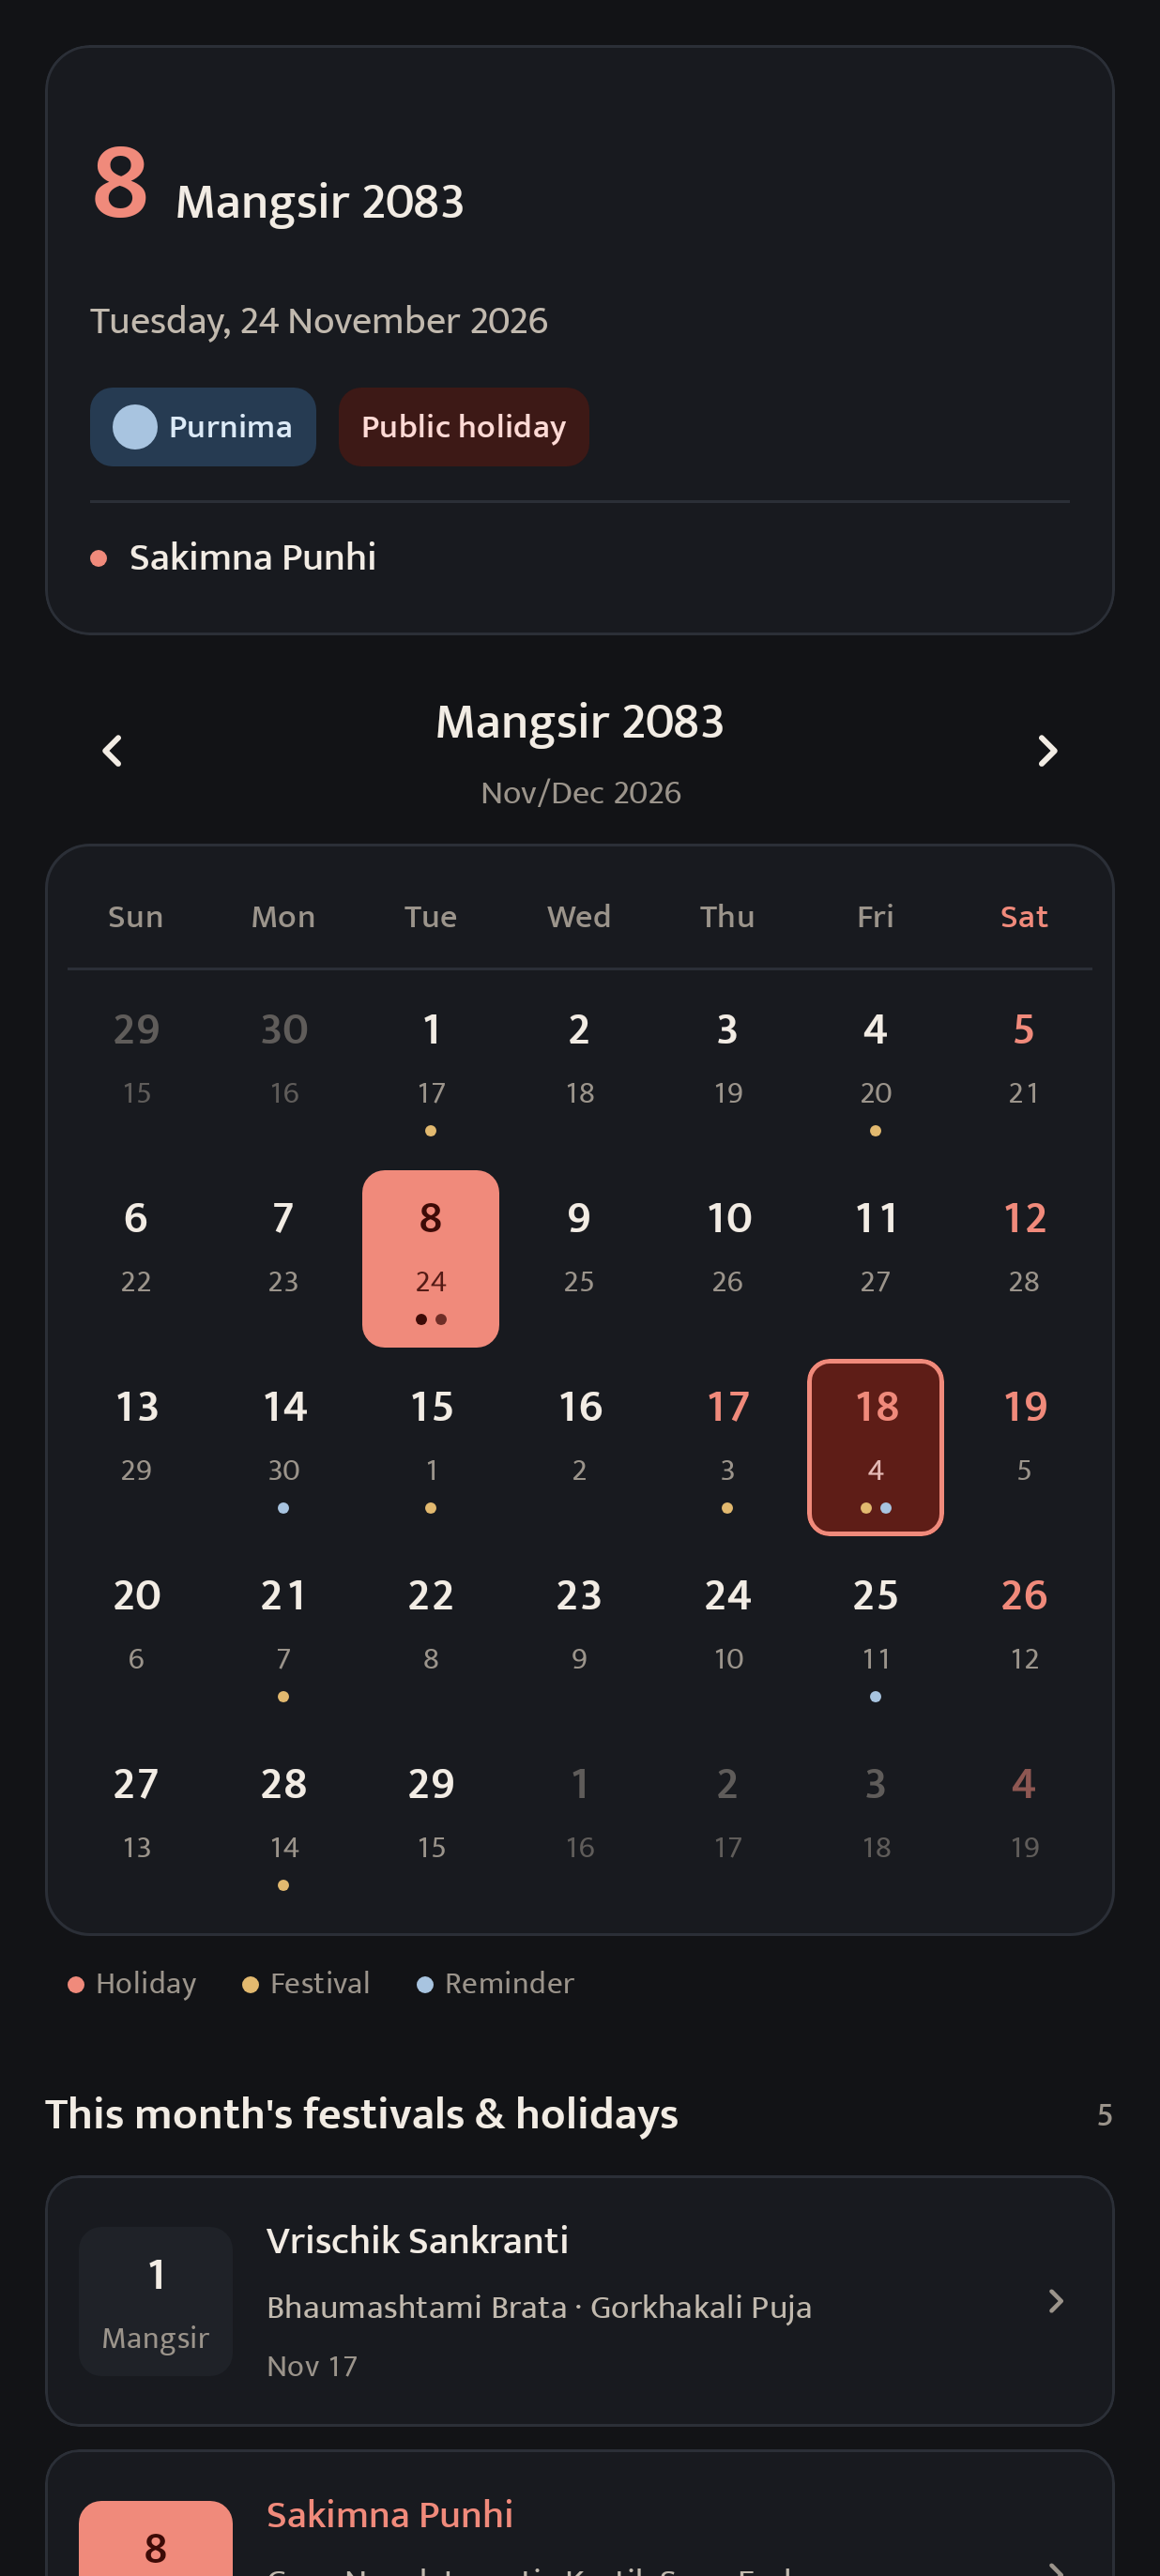 8 Mangsir 2083
Tuesday, 24 November 2026
Purnima Public holiday
Sakimna Punhi
Mangsir 2083
Nov/Dec 2026
Sun Mon Tue Wed Thu Fri Sat
29 30 1 2 3 4 5
15 16 17 18 19 20 21
6 7 8 9 10 11 12
22 23 24 25 26 27 28
13 14 15 16 17 18 19
29 30 1 2 3 4 5
20 21 22 23 24 25 26
6 7 8 9 10 11 12
27 28 29 1 2 3 4
13 14 15 16 17 18 19
Holiday Festival Reminder
This month's festivals & holidays 5
1 Mangsir
Vrischik Sankranti
Bhaumashtami Brata · Gorkhakali Puja
Nov 17
8
Sakimna Punhi